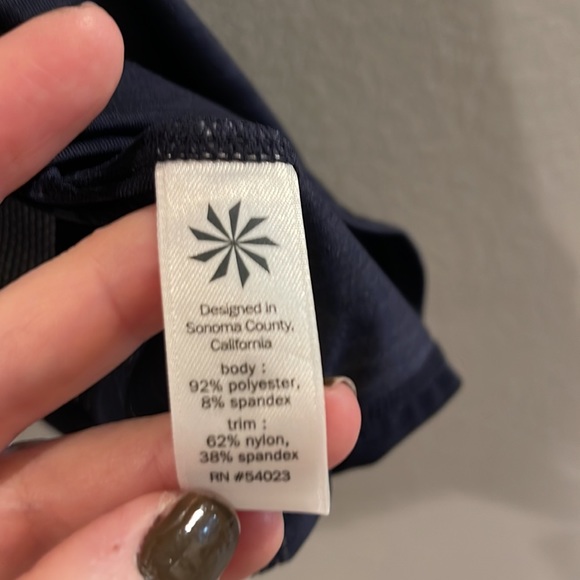 Designed in
Sonoma County,
California
body :
92% polyester,
8% spandex
trim :
62% nylon,
38% spandex
RN #54023